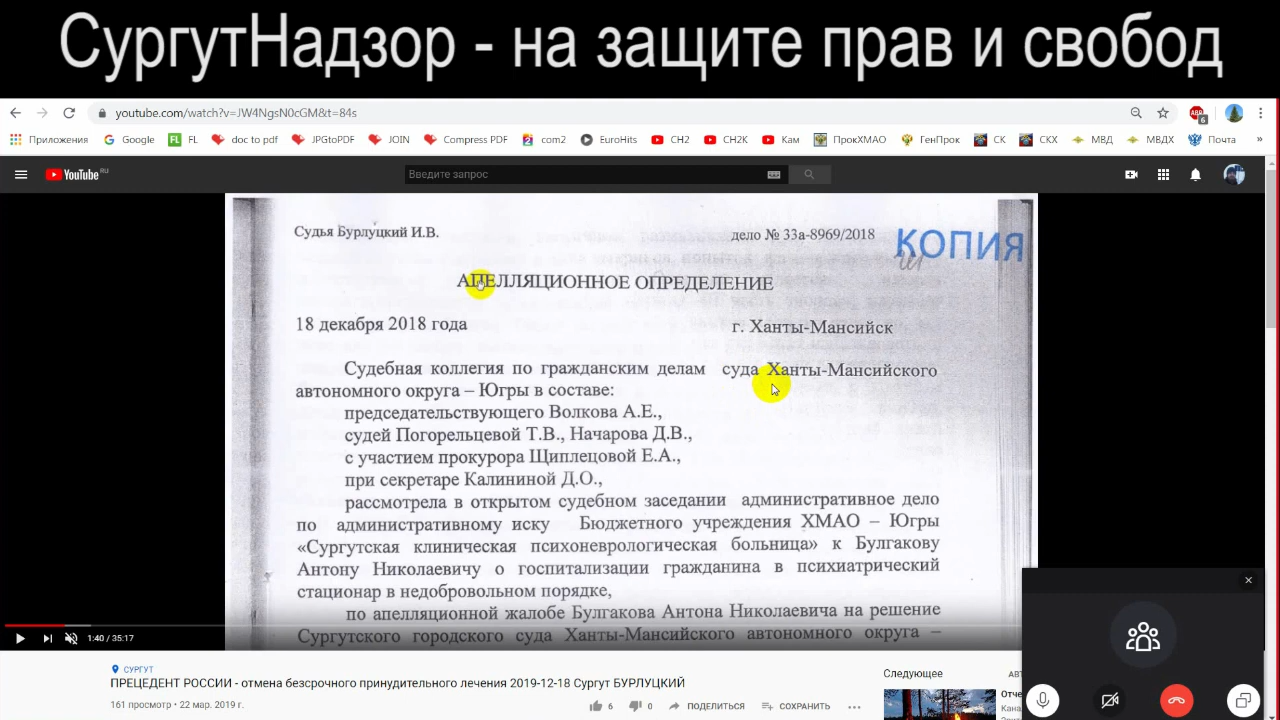 СургутНадзор - на защите прав и свобод
youtube.com/watch?v=JW4NgsN0cGM&t=84s
Приложения Google FL FL doc to pdf JPGtoPDF JOIN Compress PDF com2 EuroHits CH2 CH2K Кам ПрокХМАО ГенПрок СК СКХ МВД МВДХ Почта »
YouTube RU Введите запрос
Судья Бурлуцкий И.В. дело № 33а-8969/2018 КОПИЯ
АПЕЛЛЯЦИОННОЕ ОПРЕДЕЛЕНИЕ
18 декабря 2018 года г. Ханты-Мансийск
Судебная коллегия по гражданским делам суда Ханты-Мансийского
автономного округа – Югры в составе:
председательствующего Волкова А.Е.,
судей Погорельцевой Т.В., Начарова Д.В.,
с участием прокурора Щиплецовой Е.А.,
при секретаре Калининой Д.О.,
рассмотрела в открытом судебном заседании административное дело
по административному иску Бюджетного учреждения ХМАО – Югры
«Сургутская клиническая психоневрологическая больница» к Булгакову
Антону Николаевичу о госпитализации гражданина в психиатрический
стационар в недобровольном порядке,
по апелляционной жалобе Булгакова Антона Николаевича на решение
Сургутского городского суда Ханты-Мансийского автономного округа –
1:40 / 35:17
СУРГУТ
ПРЕЦЕДЕНТ РОССИИ - отмена безсрочного принудительного лечения 2019-12-18 Сургут БУРЛУЦКИЙ
161 просмотр • 22 мар. 2019 г.
6 0 ПОДЕЛИТЬСЯ СОХРАНИТЬ
Следующее АВТ
Отче
Кана